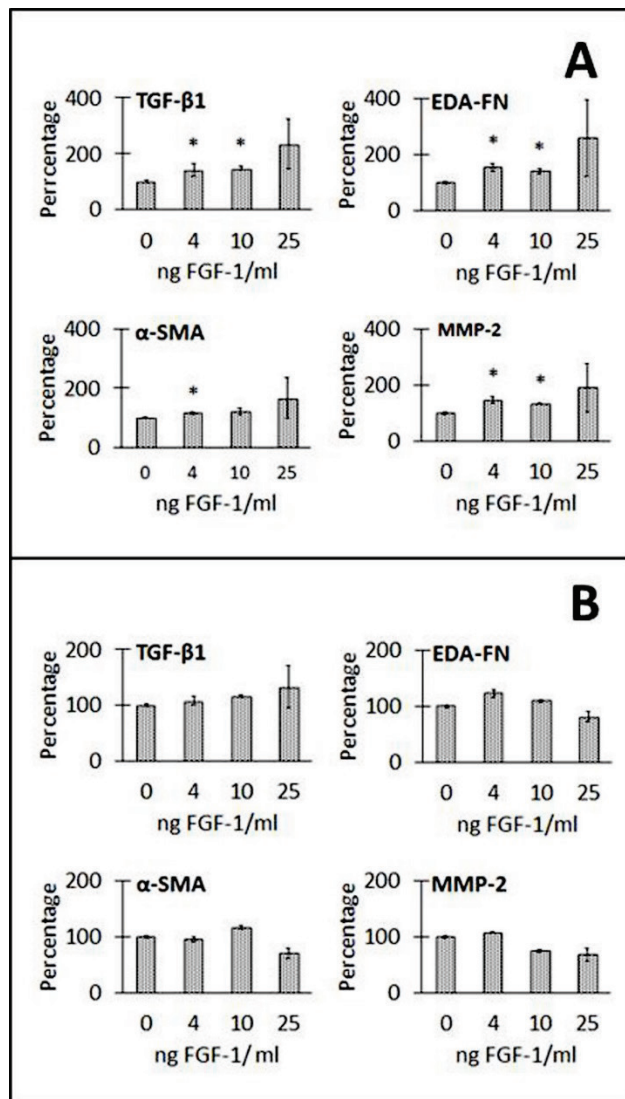 A
TGF-β1
Perrcentage
400
200
0
*
*
0 4 10 25
ng FGF-1/ml
EDA-FN
Percentage
400
200
0
*
*
0 4 10 25
ng FGF-1/ml
α-SMA
Percentage
400
200
0
*
0 4 10 25
ng FGF-1/ml
MMP-2
Percentage
400
200
0
*
*
0 4 10 25
ng FGF-1/ml
B
TGF-β1
Percentage
200
100
0
0 4 10 25
ng FGF-1/ml
EDA-FN
Percentage
200
100
0
0 4 10 25
ng FGF-1/ml
α-SMA
Percentage
200
100
0
0 4 10 25
ng FGF-1/ ml
MMP-2
Percentage
200
100
0
0 4 10 25
ng FGF-1/ml